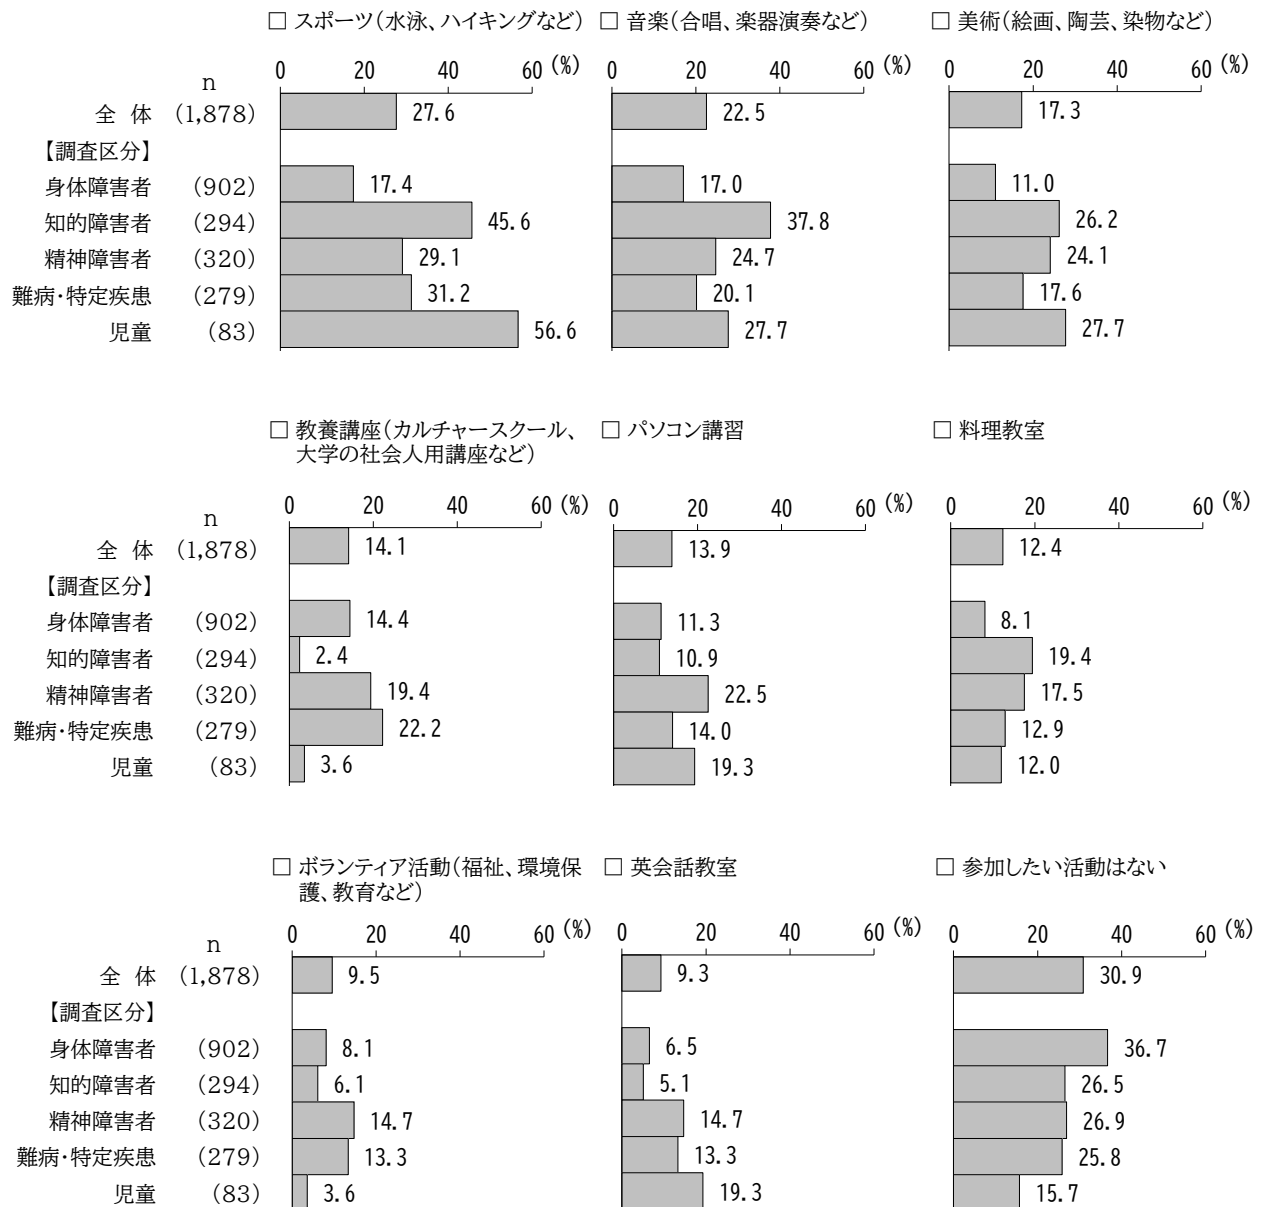 □ スポーツ（水泳、ハイキングなど） □ 音楽（合唱、楽器演奏など） □ 美術（絵画、陶芸、染物など）
0 20 40 60 (%) 0 20 40 60 (%) 0 20 40 60 (%)
n
全 体 (1,878) 27.6 22.5 17.3
【調査区分】
身体障害者 (902) 17.4 17.0 11.0
知的障害者 (294) 45.6 37.8 26.2
精神障害者 (320) 29.1 24.7 24.1
難病・特定疾患 (279) 31.2 20.1 17.6
児童 (83) 56.6 27.7 27.7
□ 教養講座（カルチャースクール、 □ パソコン講習 □ 料理教室
大学の社会人用講座など）
0 20 40 60 (%) 0 20 40 60 (%) 0 20 40 60 (%)
n
全 体 (1,878) 14.1 13.9 12.4
【調査区分】
身体障害者 (902) 14.4 11.3 8.1
知的障害者 (294) 2.4 10.9 19.4
精神障害者 (320) 19.4 22.5 17.5
難病・特定疾患 (279) 22.2 14.0 12.9
児童 (83) 3.6 19.3 12.0
□ ボランティア活動（福祉、環境保 □ 英会話教室 □ 参加したい活動はない
護、教育など）
0 20 40 60 (%) 0 20 40 60 (%) 0 20 40 60 (%)
n
全 体 (1,878) 9.5 9.3 30.9
【調査区分】
身体障害者 (902) 8.1 6.5 36.7
知的障害者 (294) 6.1 5.1 26.5
精神障害者 (320) 14.7 14.7 26.9
難病・特定疾患 (279) 13.3 13.3 25.8
児童 (83) 3.6 19.3 15.7